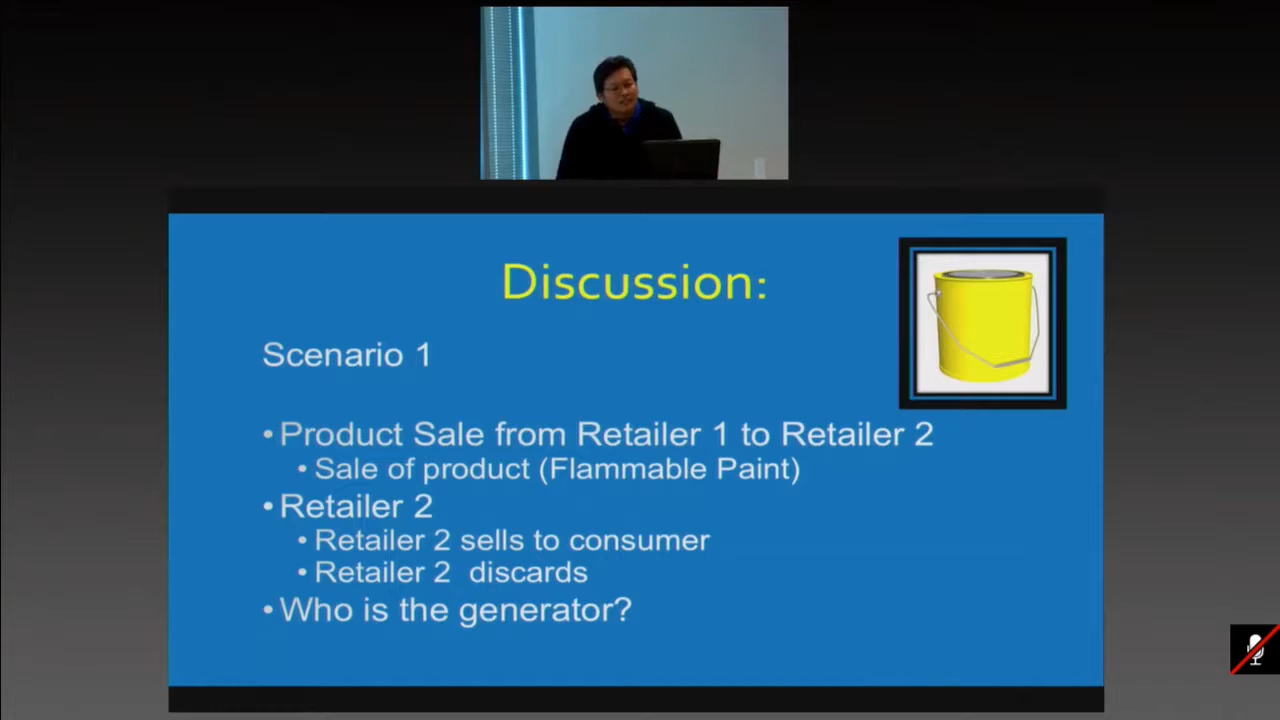 Discussion:
Scenario 1
•Product Sale from Retailer 1 to Retailer 2
•Sale of product (Flammable Paint)
•Retailer 2
•Retailer 2 sells to consumer
•Retailer 2 discards
•Who is the generator?